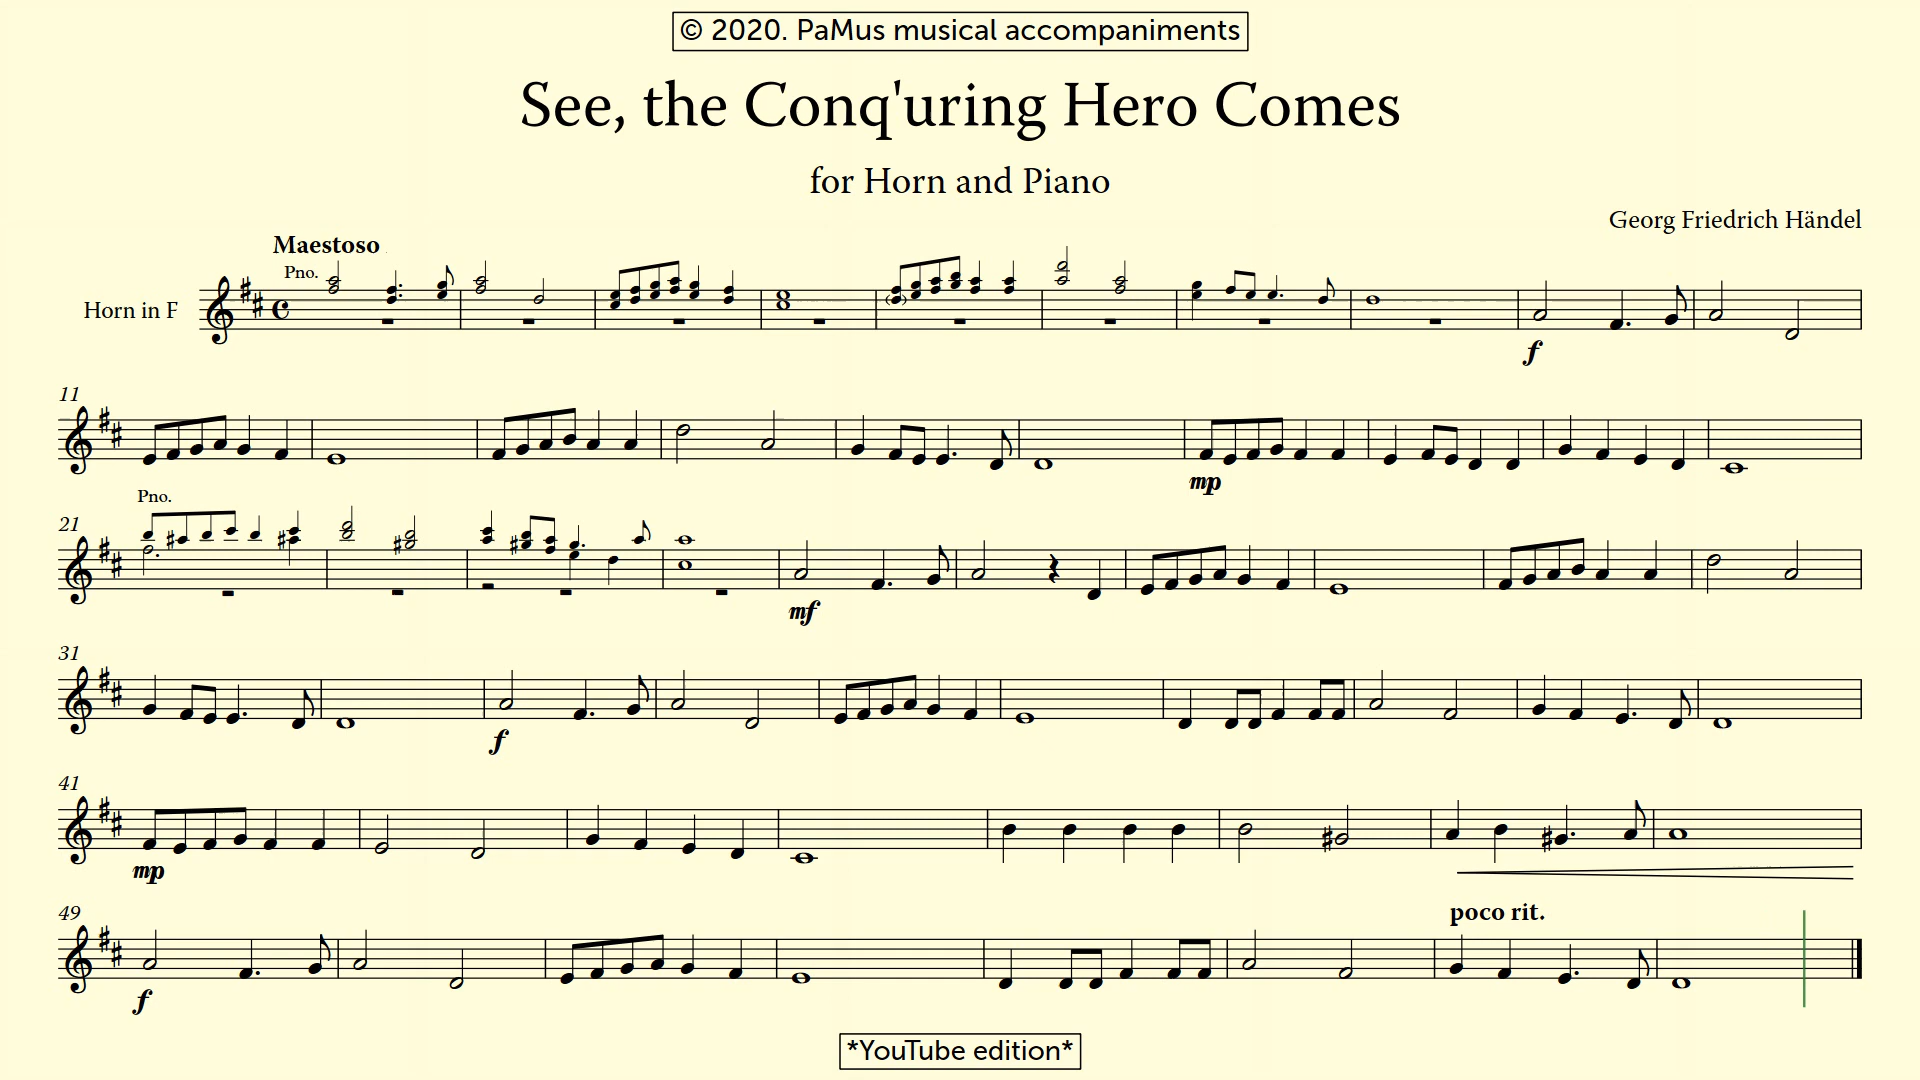 © 2020. PaMus musical accompaniments
See, the Conq'uring Hero Comes
for Horn and Piano
Georg Friedrich Händel
Maestoso
Pno.
Horn in F
f
11
mp
Pno.
21
mf
31
f
41
mp
49
poco rit.
f
*YouTube edition*